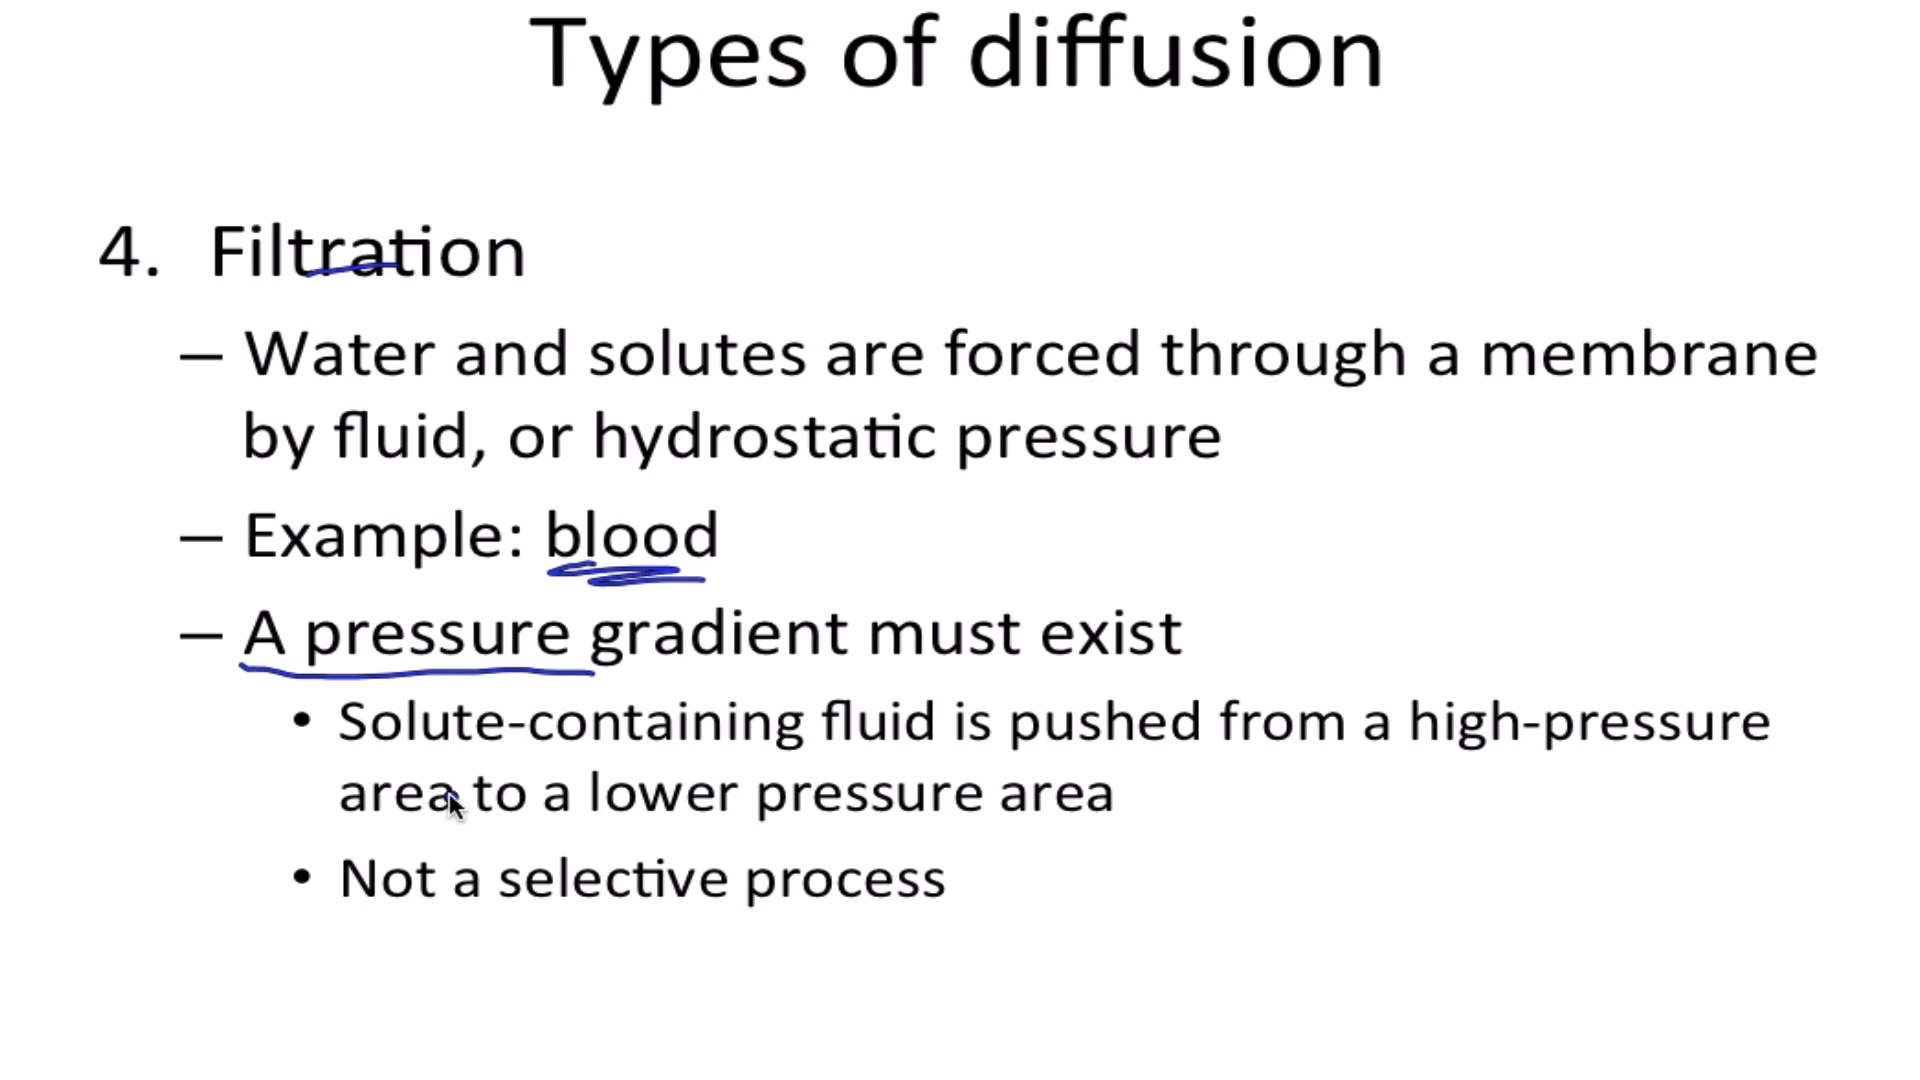 Types of diffusion
4. Filtration
– Water and solutes are forced through a membrane
by fluid, or hydrostatic pressure
– Example: blood
– A pressure gradient must exist
• Solute-containing fluid is pushed from a high-pressure
area to a lower pressure area
• Not a selective process